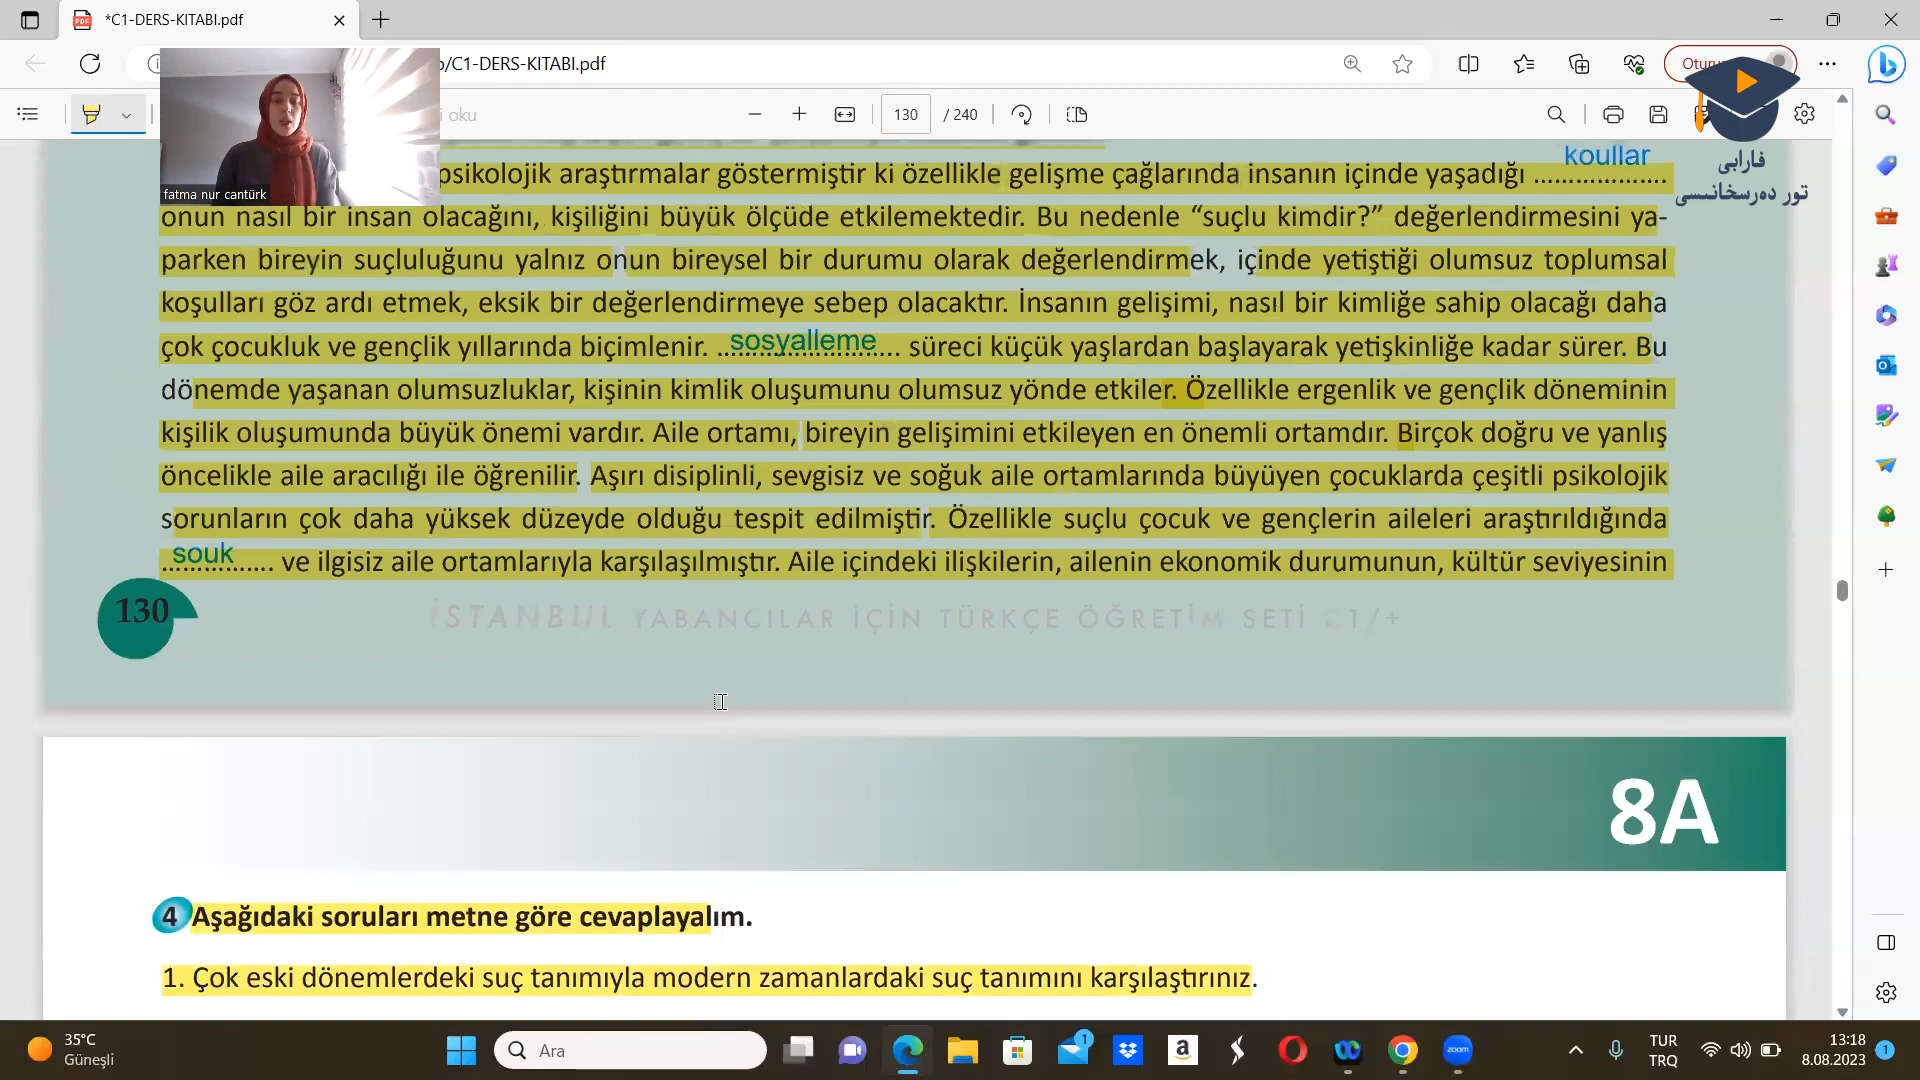 *C1-DERS-KITABI.pdf
/C1-DERS-KITABI.pdf
Oturu
oku
130 / 240
fatma nur cantürk
فارابى
تور دەرسخانىسى
koullar
psikolojik araştırmalar göstermiştir ki özellikle gelişme çağlarında insanın içinde yaşadığı ...................
onun nasıl bir insan olacağını, kişiliğini büyük ölçüde etkilemektedir. Bu nedenle “suçlu kimdir?” değerlendirmesini ya-
parken bireyin suçluluğunu yalnız onun bireysel bir durumu olarak değerlendirmek, içinde yetiştiği olumsuz toplumsal
koşulları göz ardı etmek, eksik bir değerlendirmeye sebep olacaktır. İnsanın gelişimi, nasıl bir kimliğe sahip olacağı daha
çok çocukluk ve gençlik yıllarında biçimlenir. sosyalleme süreci küçük yaşlardan başlayarak yetişkinliğe kadar sürer. Bu
dönemde yaşanan olumsuzluklar, kişinin kimlik oluşumunu olumsuz yönde etkiler. Özellikle ergenlik ve gençlik döneminin
kişilik oluşumunda büyük önemi vardır. Aile ortamı, bireyin gelişimini etkileyen en önemli ortamdır. Birçok doğru ve yanlış
öncelikle aile aracılığı ile öğrenilir. Aşırı disiplinli, sevgisiz ve soğuk aile ortamlarında büyüyen çocuklarda çeşitli psikolojik
sorunların çok daha yüksek düzeyde olduğu tespit edilmiştir. Özellikle suçlu çocuk ve gençlerin aileleri araştırıldığında
souk ve ilgisiz aile ortamlarıyla karşılaşılmıştır. Aile içindeki ilişkilerin, ailenin ekonomik durumunun, kültür seviyesinin
130
İSTANBUL YABANCILAR İÇİN TÜRKÇE ÖĞRETİM SETİ C1/+
8A
4 Aşağıdaki soruları metne göre cevaplayalım.
1. Çok eski dönemlerdeki suç tanımıyla modern zamanlardaki suç tanımını karşılaştırınız.
35°C
Güneşli
Ara
1
zoom
TUR
TRQ
13:18
8.08.2023
1